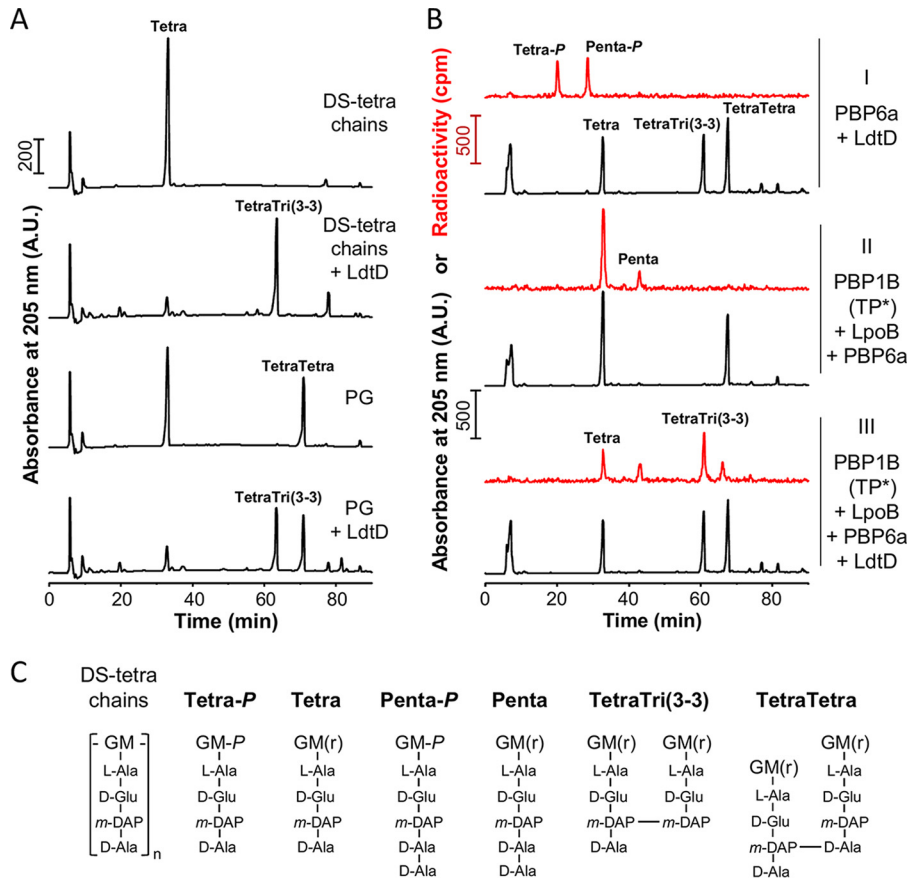 A
Absorbance at 205 nm (A.U.)
200
Tetra
DS-tetra
chains
TetraTri(3-3)
DS-tetra
chains
+ LdtD
TetraTetra
PG
TetraTri(3-3)
PG
+ LdtD
0 20 40 60 80
Time (min)
B
Absorbance at 205 nm (A.U.) or Radioactivity (cpm)
Tetra-P
Penta-P
500
Tetra
TetraTri(3-3)
TetraTetra
I
PBP6a
+ LdtD
Penta
II
PBP1B
(TP*)
+ LpoB
+ PBP6a
500
Tetra
TetraTri(3-3)
III
PBP1B
(TP*)
+ LpoB
+ PBP6a
+ LdtD
0 20 40 60 80
Time (min)
C
DS-tetra
chains
- GM -
L-Ala
D-Glu
m-DAP
D-Ala
n
Tetra-P
GM-P
L-Ala
D-Glu
m-DAP
D-Ala
Tetra
GM(r)
L-Ala
D-Glu
m-DAP
D-Ala
Penta-P
GM-P
L-Ala
D-Glu
m-DAP
D-Ala
D-Ala
Penta
GM(r)
L-Ala
D-Glu
m-DAP
D-Ala
D-Ala
TetraTri(3-3)
GM(r) GM(r)
L-Ala L-Ala
D-Glu D-Glu
m-DAP m-DAP
D-Ala
TetraTetra
GM(r)
GM(r) L-Ala
L-Ala D-Glu
D-Glu m-DAP
m-DAP D-Ala
D-Ala